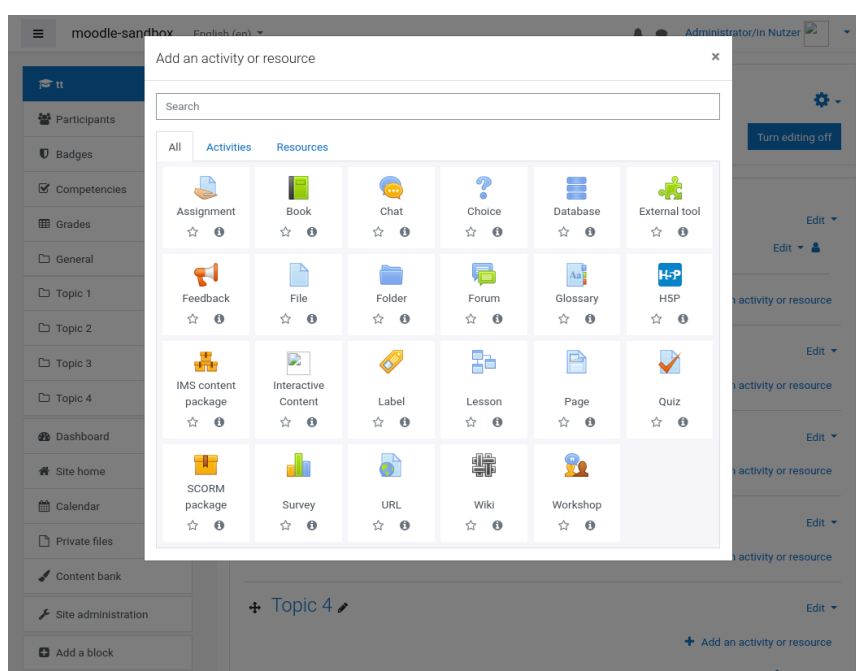 moodle-sandbox English (en)
Administrator/in Nutzer
Add an activity or resource
×
Search
All Activities Resources
Assignment Book Chat Choice Database External tool
Feedback File Folder Forum Glossary H5P
IMS content package Interactive Content Label Lesson Page Quiz
SCORM package Survey URL Wiki Workshop
tt
Participants
Badges
Competencies
Grades
General
Topic 1
Topic 2
Topic 3
Topic 4
Dashboard
Site home
Calendar
Private files
Content bank
Site administration
Add a block
Turn editing off
Edit
Edit
activity or resource
Edit
activity or resource
Edit
activity or resource
Edit
activity or resource
Topic 4
Edit
Add an activity or resource